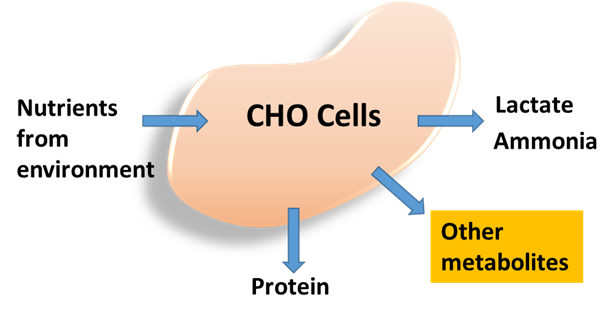 Nutrients
from
environment
CHO Cells
Lactate
Ammonia
Other
metabolites
Protein